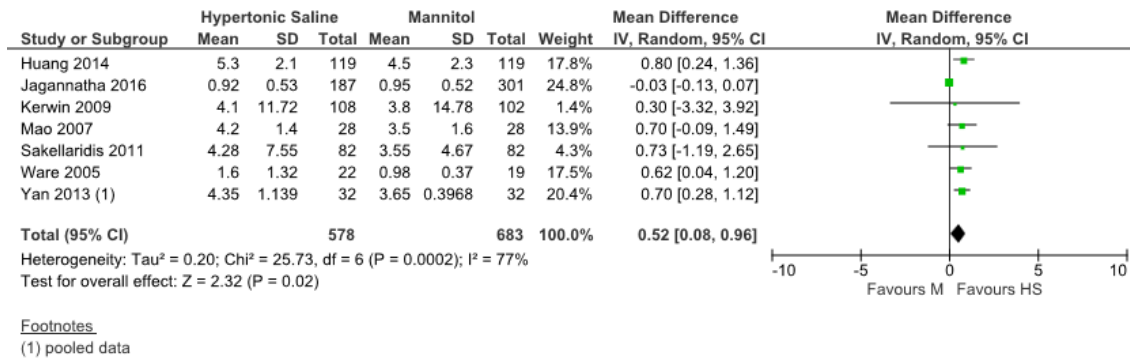 Hypertonic Saline Mannitol Mean Difference Mean Difference
Study or Subgroup Mean SD Total Mean SD Total Weight IV, Random, 95% CI IV, Random, 95% CI
Huang 2014 5.3 2.1 119 4.5 2.3 119 17.8% 0.80 [0.24, 1.36]
Jagannatha 2016 0.92 0.53 187 0.95 0.52 301 24.8% -0.03 [-0.13, 0.07]
Kerwin 2009 4.1 11.72 108 3.8 14.78 102 1.4% 0.30 [-3.32, 3.92]
Mao 2007 4.2 1.4 28 3.5 1.6 28 13.9% 0.70 [-0.09, 1.49]
Sakellaridis 2011 4.28 7.55 82 3.55 4.67 82 4.3% 0.73 [-1.19, 2.65]
Ware 2005 1.6 1.32 22 0.98 0.37 19 17.5% 0.62 [0.04, 1.20]
Yan 2013 (1) 4.35 1.139 32 3.65 0.3968 32 20.4% 0.70 [0.28, 1.12]
Total (95% CI) 578 683 100.0% 0.52 [0.08, 0.96]
Heterogeneity: Tau² = 0.20; Chi² = 25.73, df = 6 (P = 0.0002); I² = 77%
Test for overall effect: Z = 2.32 (P = 0.02)
-10 -5 0 5 10
Favours M Favours HS
Footnotes
(1) pooled data